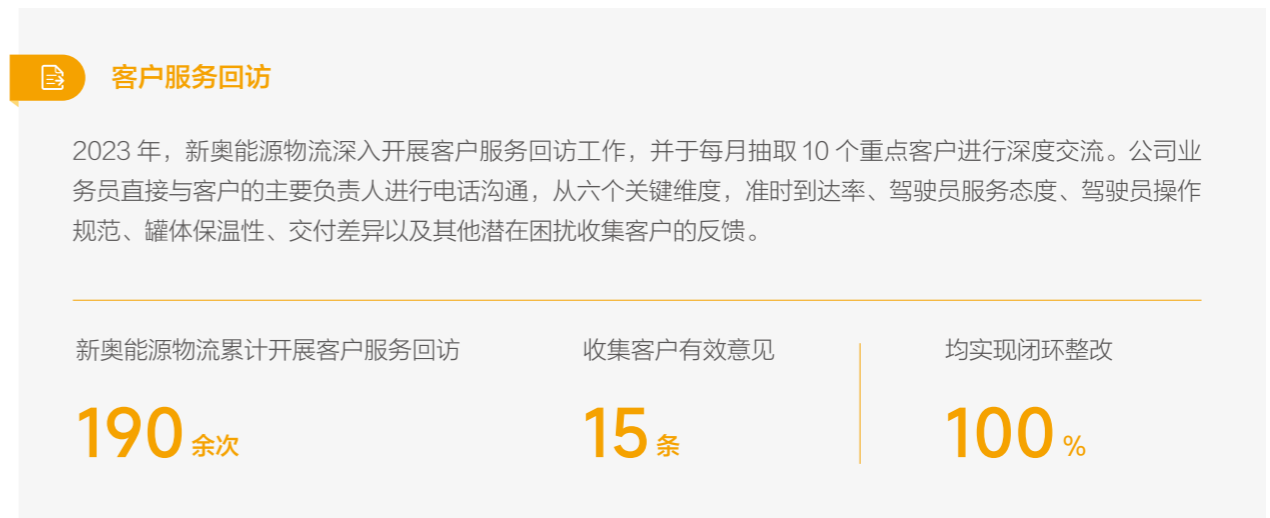 客户服务回访
2023 年，新奥能源物流深入开展客户服务回访工作，并于每月抽取 10 个重点客户进行深度交流。公司业
务员直接与客户的主要负责人进行电话沟通，从六个关键维度，准时到达率、驾驶员服务态度、驾驶员操作
规范、罐体保温性、交付差异以及其他潜在困扰收集客户的反馈。
新奥能源物流累计开展客户服务回访
190 余次
收集客户有效意见
15 条
均实现闭环整改
100 %